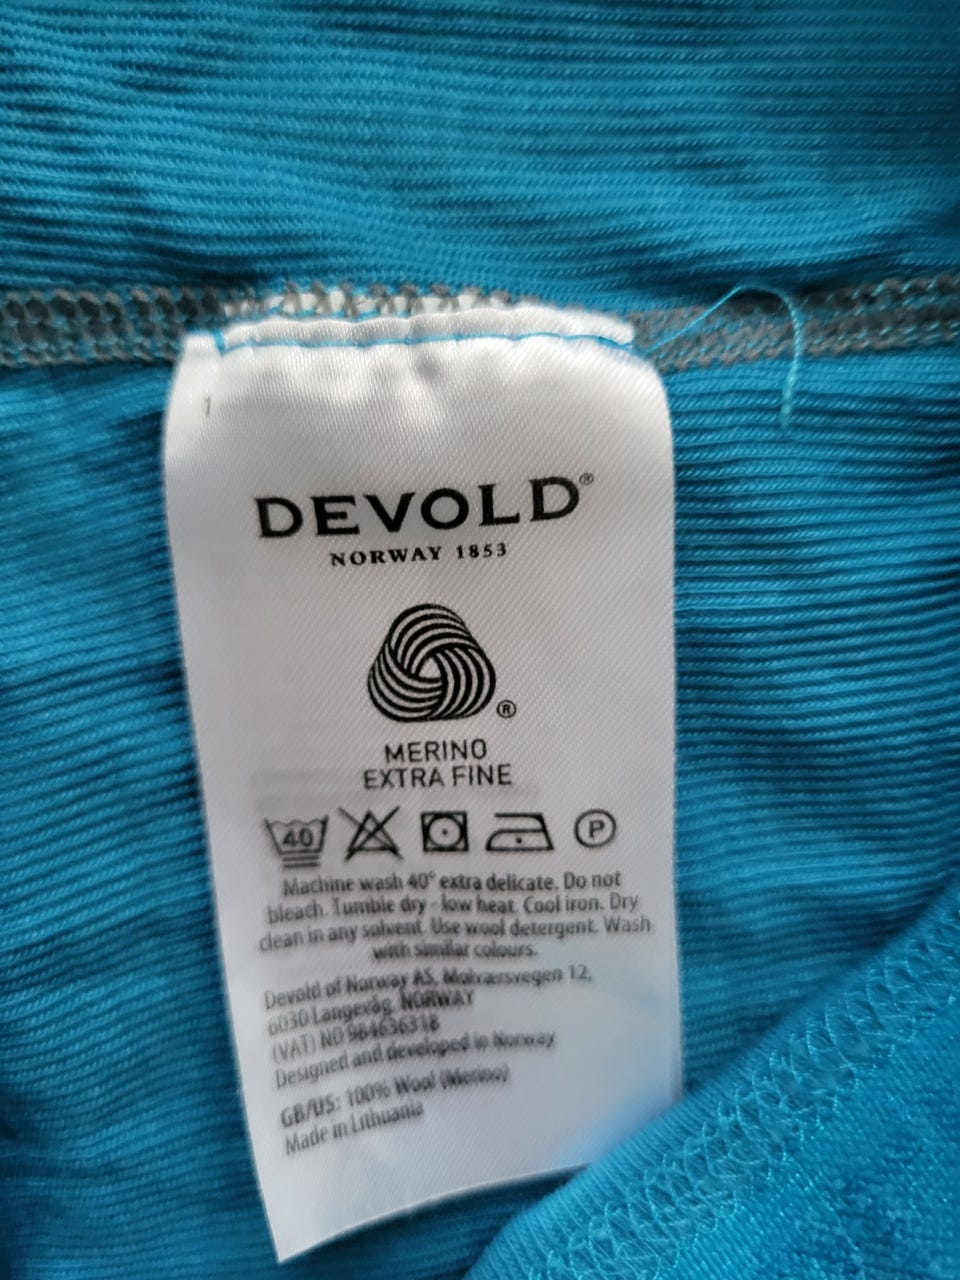 1
DEVOLD®
NORWAY 1853
®
MERINO
EXTRA FINE
40 P
Machine wash 40° extra delicate. Do not
bleach. Tumble dry - low heat. Cool iron. Dry
clean in any solvent. Use wool detergent. Wash
with similar colours.
Devold of Norway AS, Molværsvegen 12,
6030 Langevåg, NORWAY
(VAT) NO 984636318
Designed and developed in Norway
GB/US: 100% Wool (Merino)
Made in Lithuania